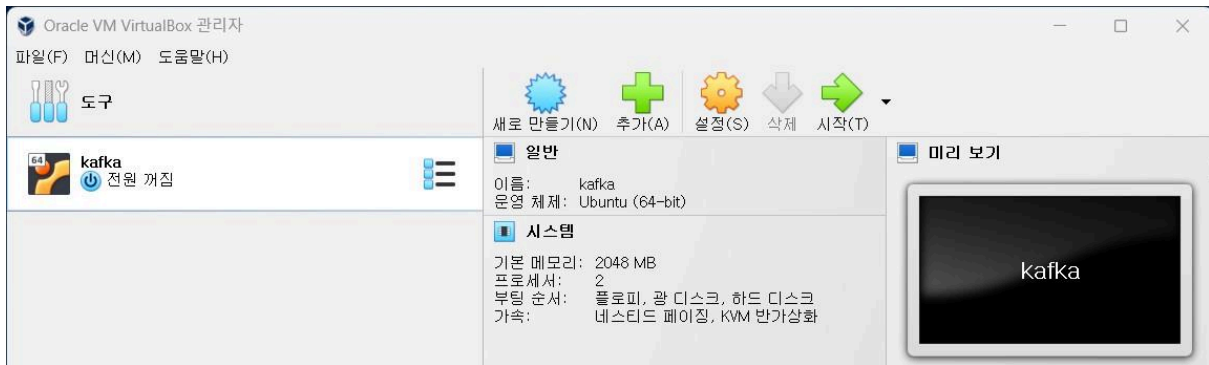 Oracle VM VirtualBox 관리자
파일(F) 머신(M) 도움말(H)
도구
새로 만들기(N) 추가(A) 설정(S) 삭제 시작(T)
64
kafka
전원 꺼짐
일반
이름: kafka
운영 체제: Ubuntu (64-bit)
시스템
기본 메모리: 2048 MB
프로세서: 2
부팅 순서: 플로피, 광 디스크, 하드 디스크
가속: 네스티드 페이징, KVM 반가상화
미리 보기
kafka